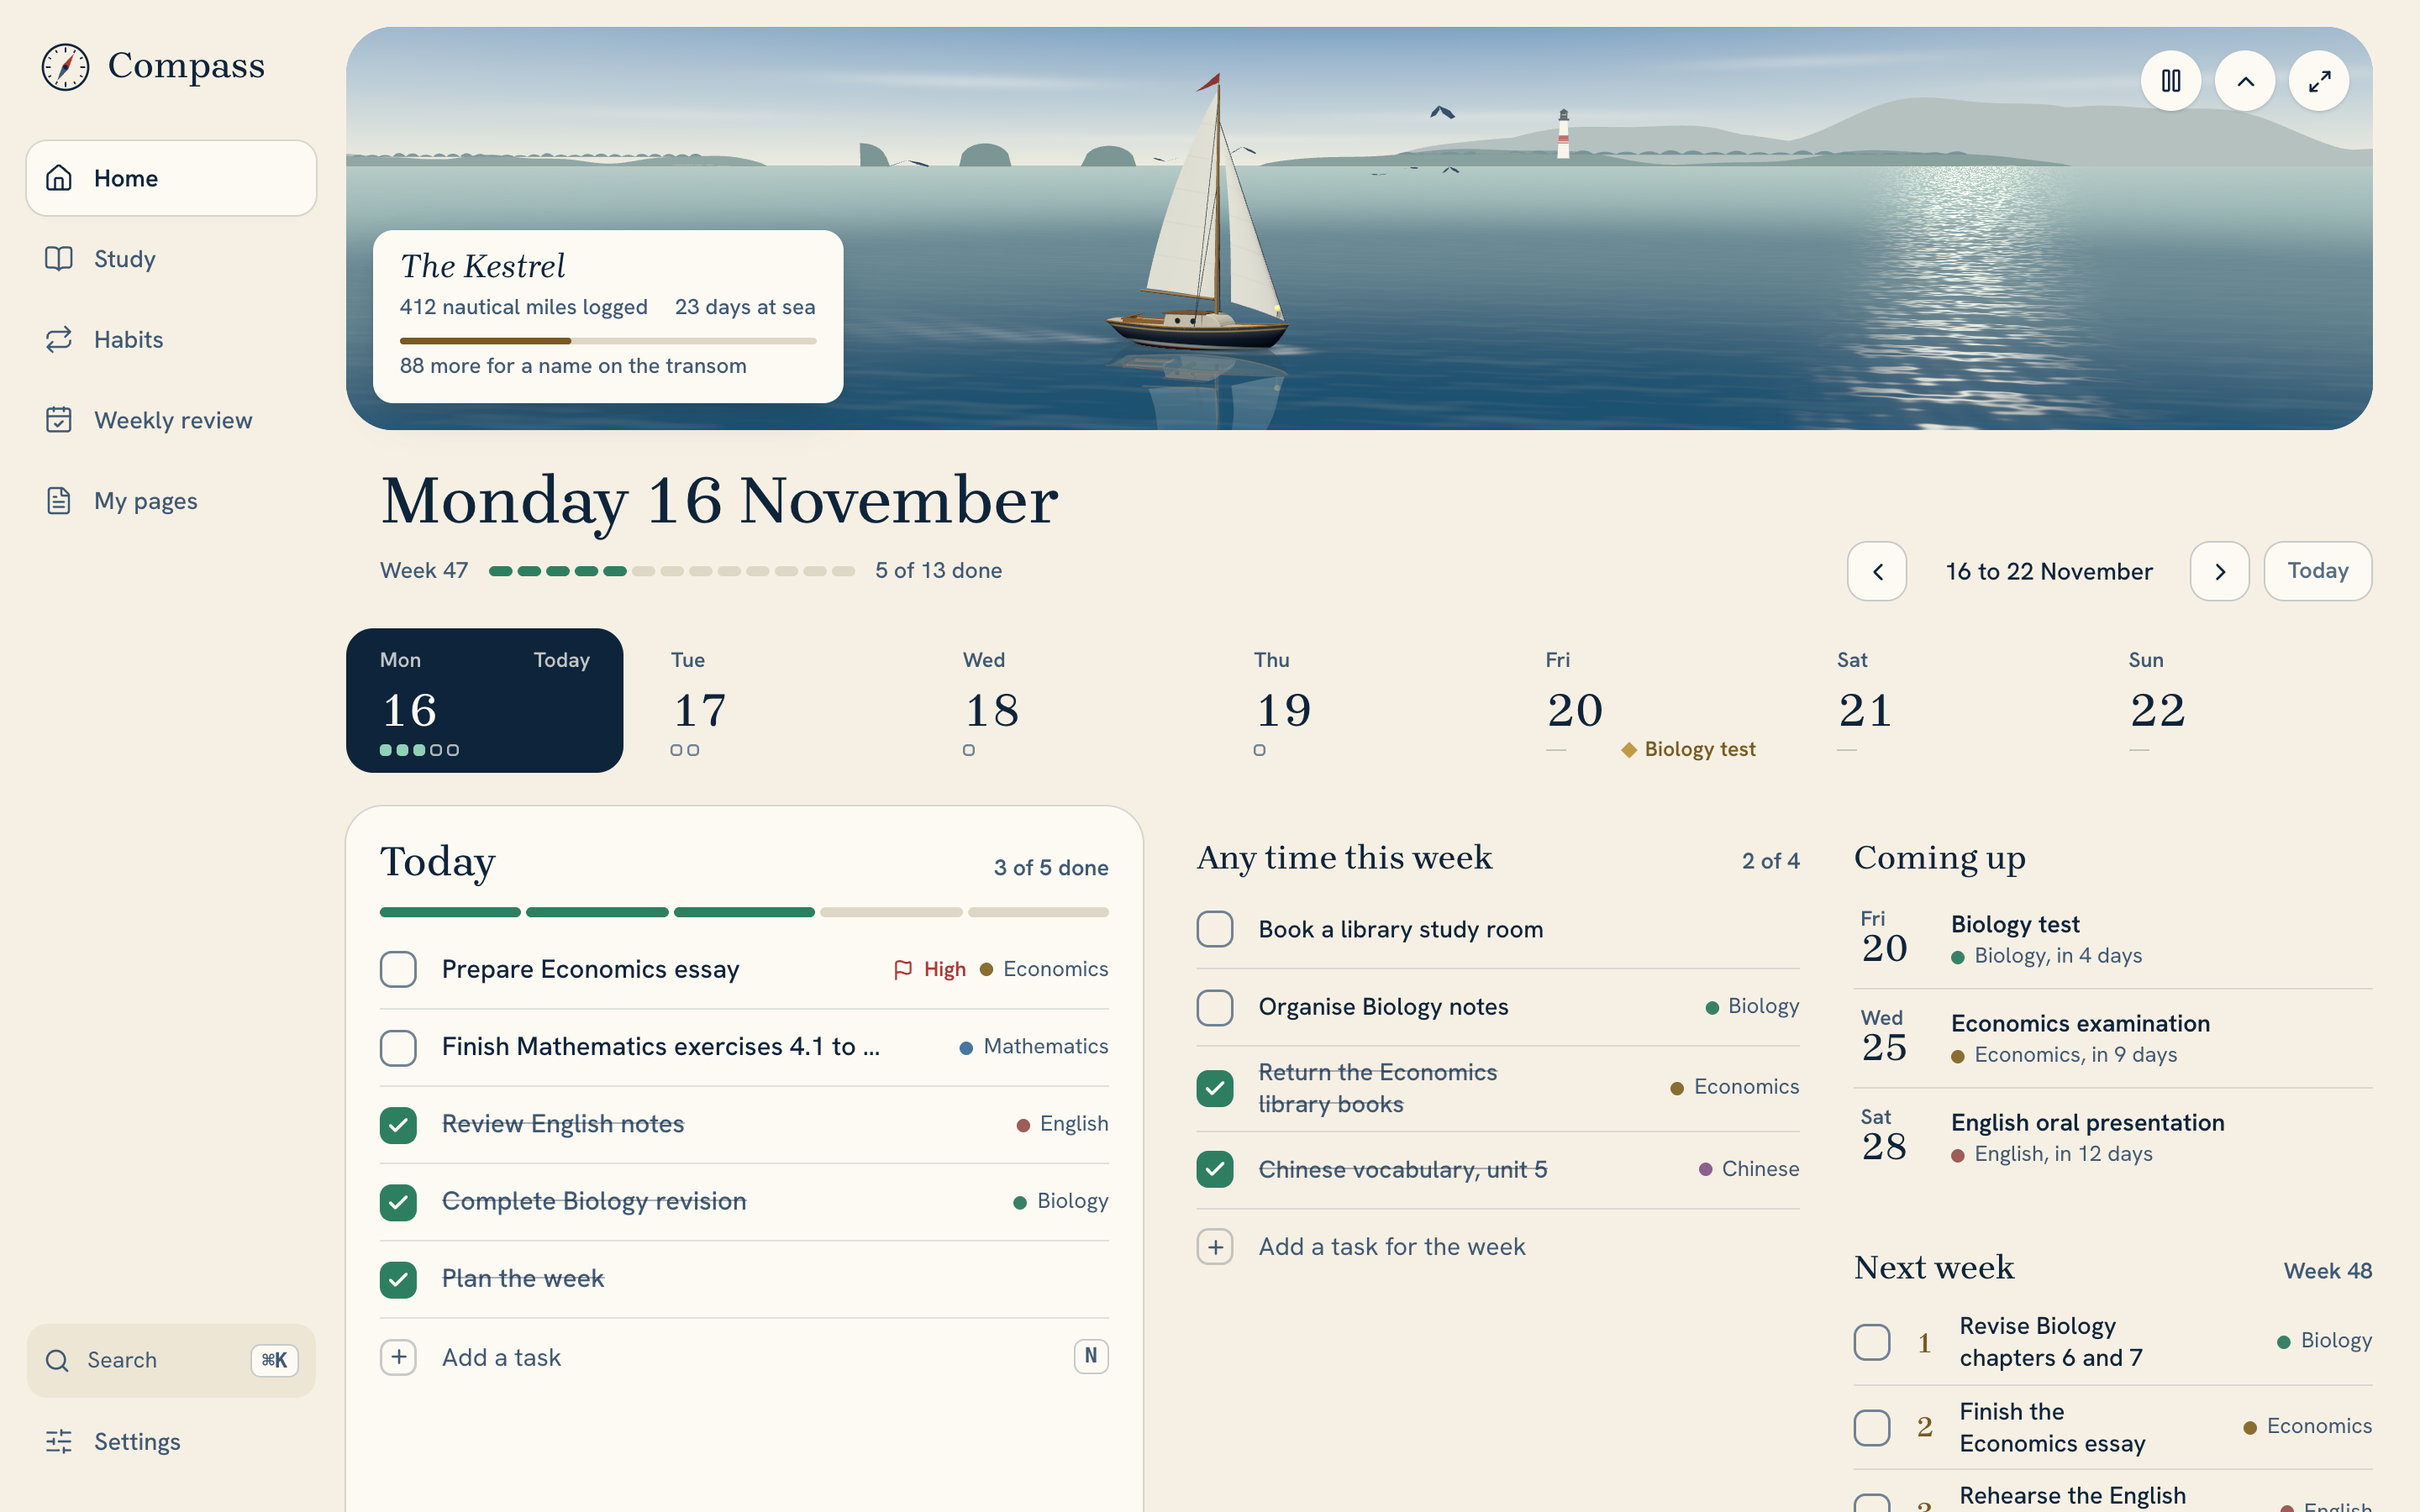 Compass
Home
Study
Habits
Weekly review
My pages
Search ⌘K
Settings
The Kestrel
412 nautical miles logged 23 days at sea
88 more for a name on the transom
Monday 16 November
Week 47 5 of 13 done
16 to 22 November
Today
Mon Today
16
Tue
17
Wed
18
Thu
19
Fri
20
Biology test
Sat
21
Sun
22
Today
3 of 5 done
Prepare Economics essay High Economics
Finish Mathematics exercises 4.1 to ... Mathematics
Review English notes English
Complete Biology revision Biology
Plan the week
Add a task N
Any time this week 2 of 4
Book a library study room
Organise Biology notes Biology
Return the Economics
library books
Economics
Chinese vocabulary, unit 5 Chinese
Add a task for the week
Coming up
Fri
20
Biology test
Biology, in 4 days
Wed
25
Economics examination
Economics, in 9 days
Sat
28
English oral presentation
English, in 12 days
Next week Week 48
1 Revise Biology
chapters 6 and 7
Biology
2 Finish the
Economics essay
Economics
3 Rehearse the English
English